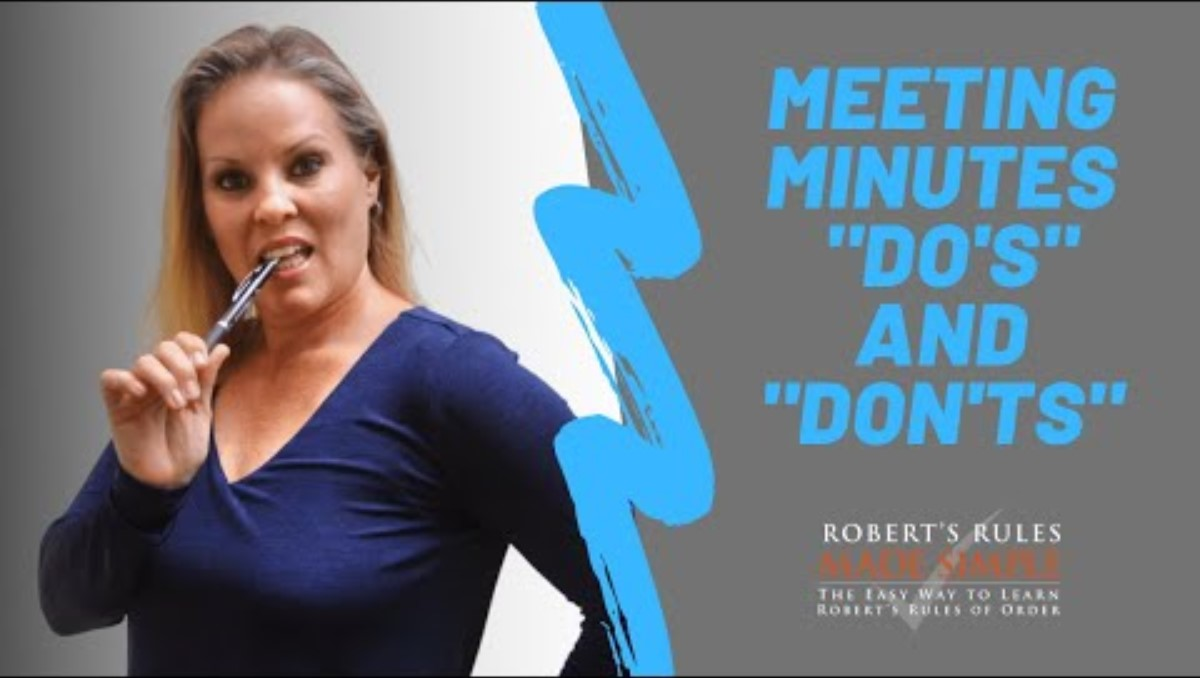 MEETING
MINUTES
"DO'S"
AND
"DON'TS"
ROBERT'S RULES
MADE SIMPLE
THE EASY WAY TO LEARN
ROBERT'S RULES OF ORDER